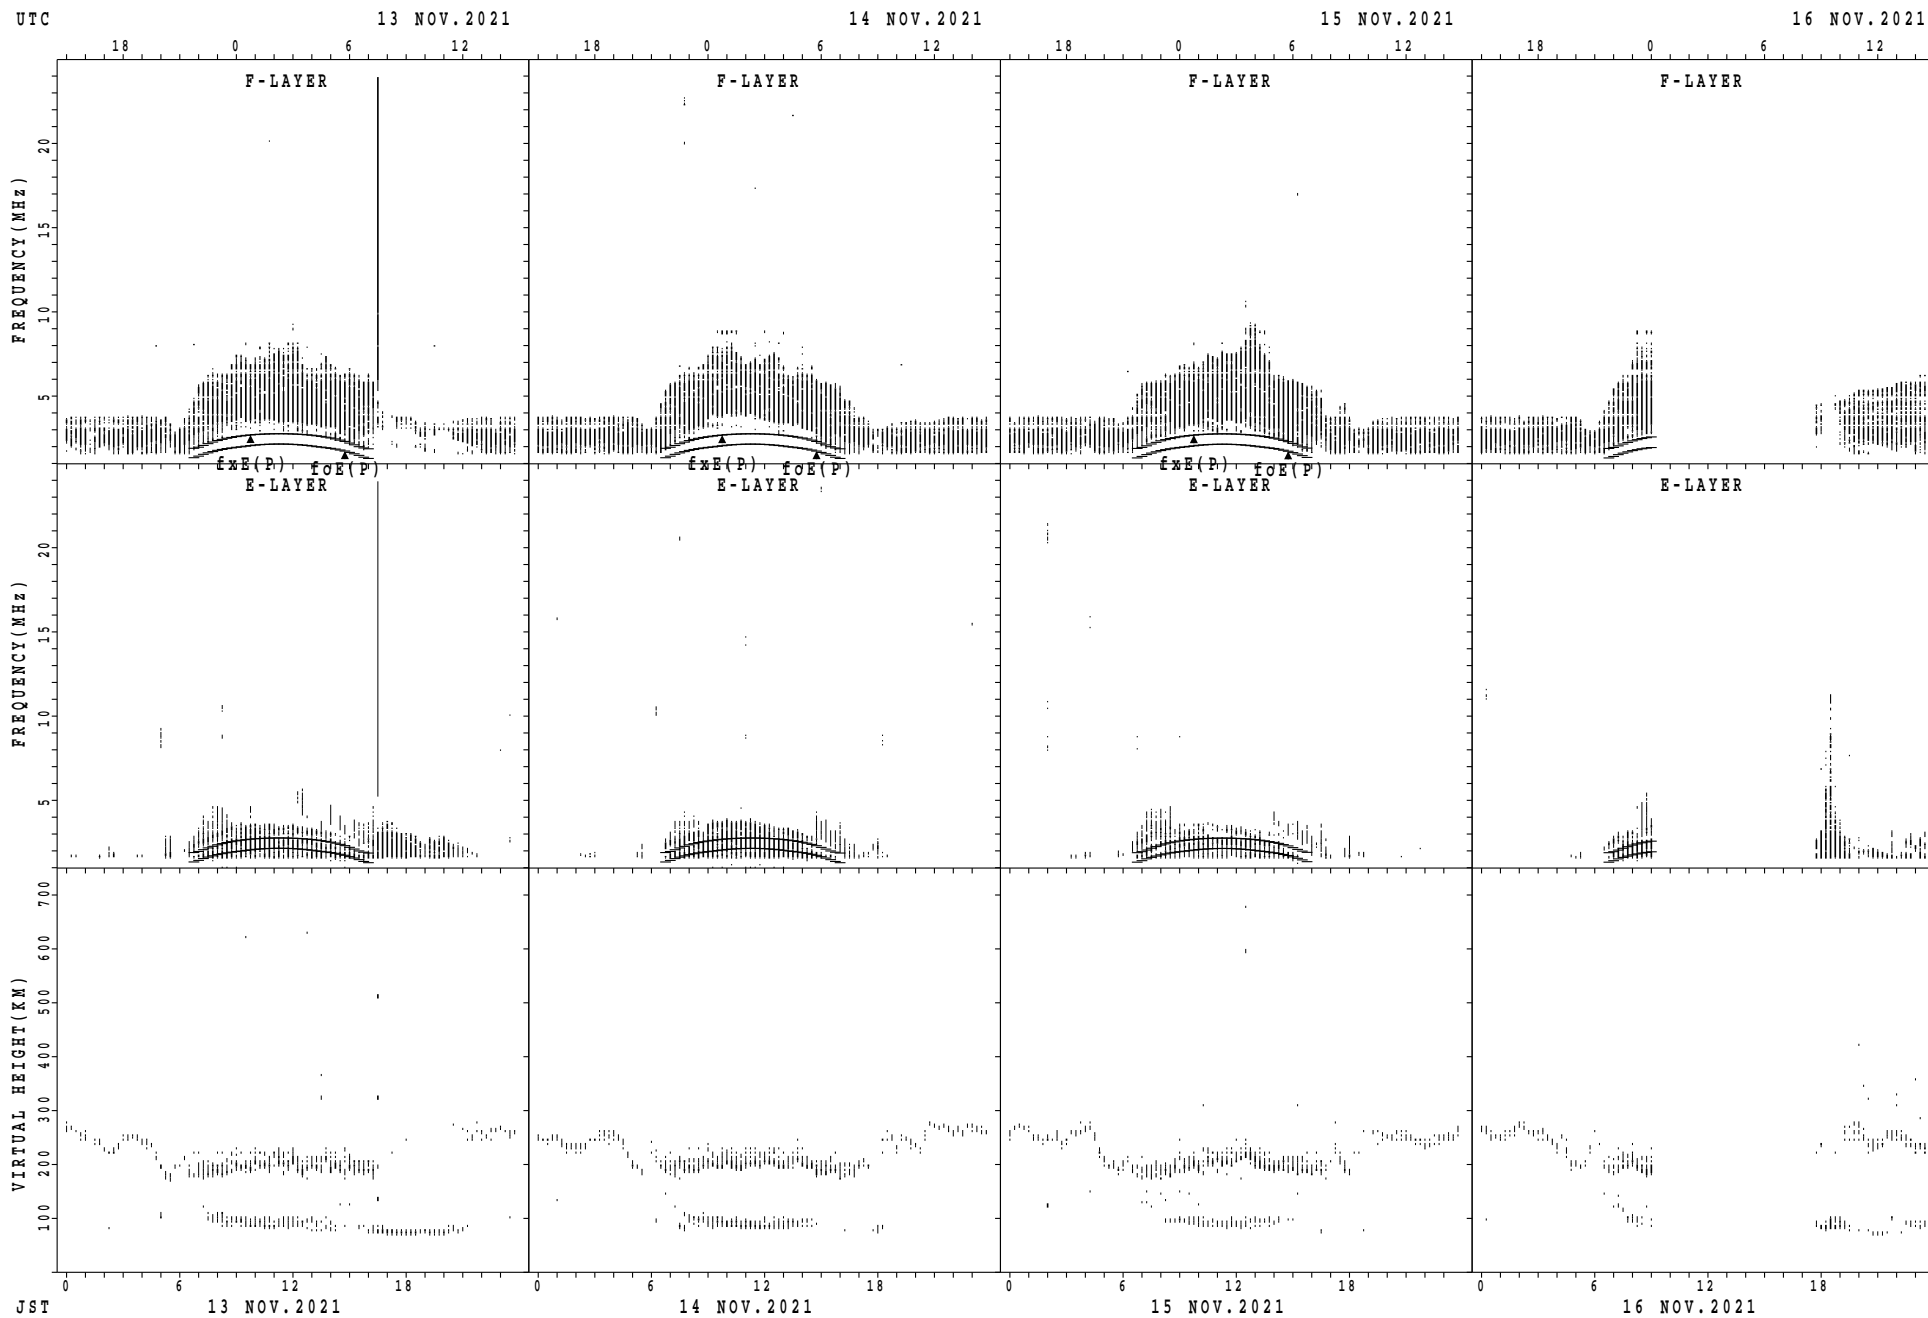 UTC 13 NOV.2021 14 NOV.2021 15 NOV.2021 16 NOV.2021
18 0 6 12 18 0 6 12 18 0 6 12 18 0 6 12
F-LAYER F-LAYER F-LAYER F-LAYER
FREQUENCY(MHz)
20
15
10
5
fxE(P) foE(P) fxE(P) foE(P) fxE(P) foE(P)
E-LAYER E-LAYER E-LAYER E-LAYER
FREQUENCY(MHz)
20
15
10
5
VIRTUAL HEIGHT(KM)
700
600
500
400
300
200
100
0 6 12 18 0 6 12 18 0 6 12 18 0 6 12 18
JST 13 NOV.2021 14 NOV.2021 15 NOV.2021 16 NOV.2021